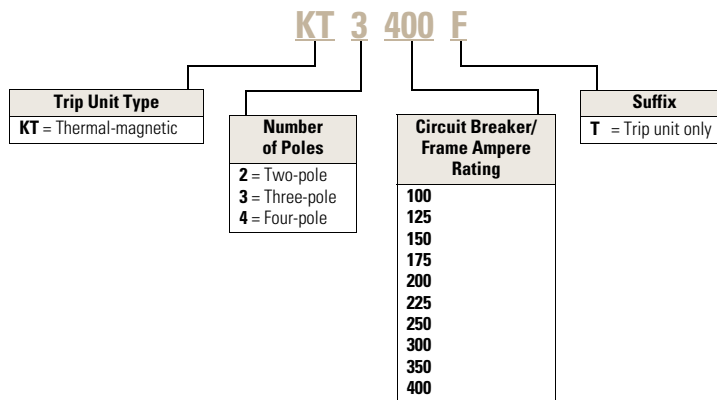 KT 3 400 F
Trip Unit Type
KT = Thermal-magnetic
Number
of Poles
2 = Two-pole
3 = Three-pole
4 = Four-pole
Circuit Breaker/
Frame Ampere
Rating
100
125
150
175
200
225
250
300
350
400
Suffix
T = Trip unit only